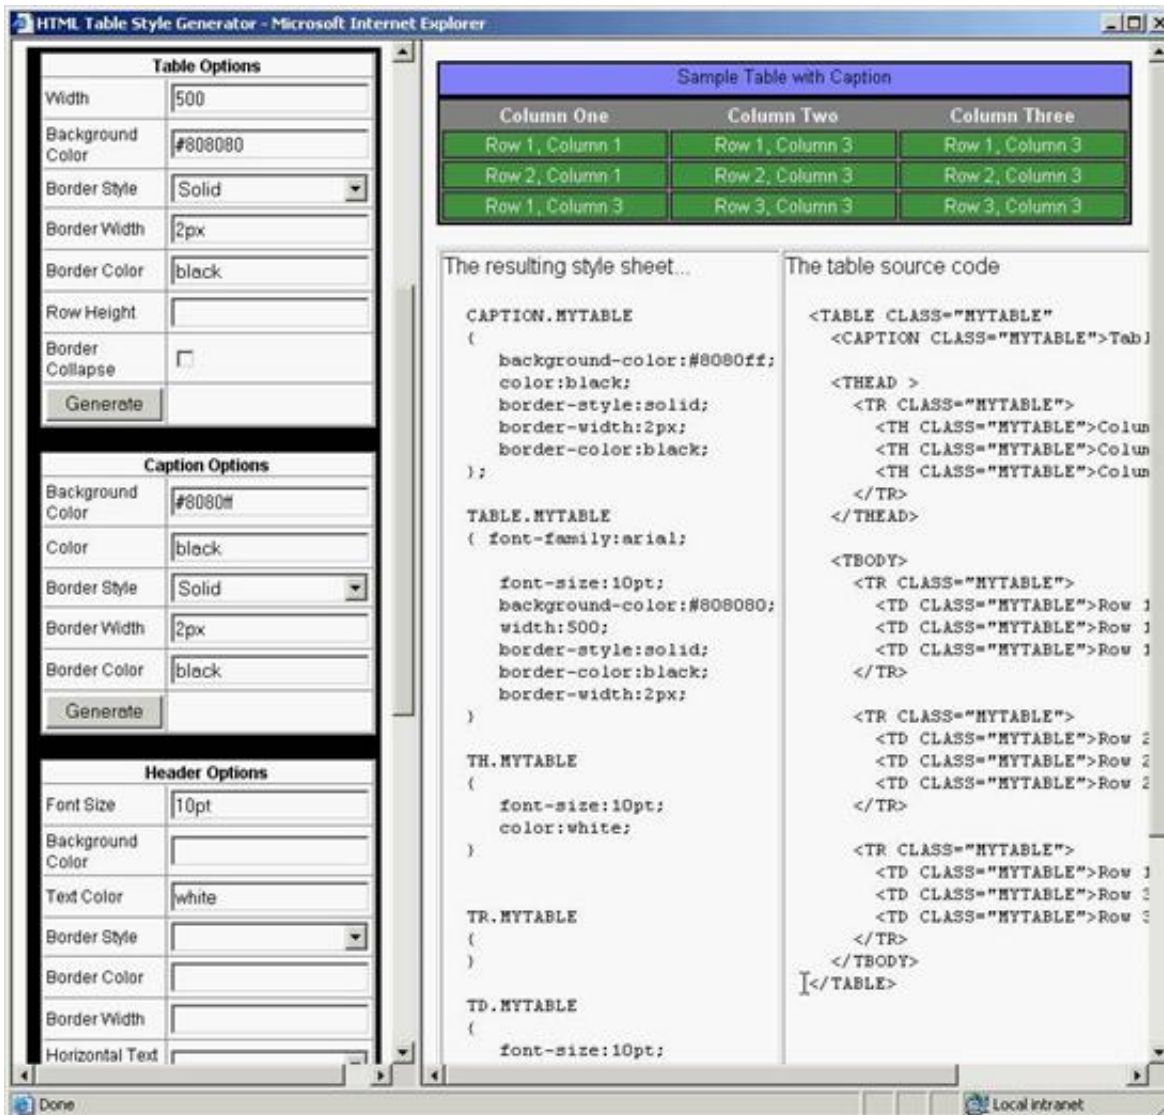 HTML Table Style Generator - Microsoft Internet Explorer
Table Options
Width
500
Background
Color
#808080
Border Style
Solid
Border Width
2px
Border Color
black
Row Height
Border
Collapse
Generate
Caption Options
Background
Color
#8080ff
Color
black
Border Style
Solid
Border Width
2px
Border Color
black
Generate
Header Options
Font Size
10pt
Background
Color
Text Color
white
Border Style
Border Color
Border Width
Horizontal Text
Sample Table with Caption
Column One Column Two Column Three
Row 1, Column 1 Row 1, Column 3 Row 1, Column 3
Row 2, Column 1 Row 2, Column 3 Row 2, Column 3
Row 1, Column 3 Row 3, Column 3 Row 3, Column 3
The resulting style sheet...
CAPTION.MYTABLE
{
background-color:#8080ff;
color:black;
border-style:solid;
border-width:2px;
border-color:black;
};
TABLE.MYTABLE
{ font-family:arial;
font-size:10pt;
background-color:#808080;
width:500;
border-style:solid;
border-color:black;
border-width:2px;
}
TH.MYTABLE
{
font-size:10pt;
color:white;
}
TR.MYTABLE
{
}
TD.MYTABLE
{
font-size:10pt;
The table source code
<TABLE CLASS="MYTABLE"
<CAPTION CLASS="MYTABLE">Tabl
<THEAD >
<TR CLASS="MYTABLE">
<TH CLASS="MYTABLE">Colum
<TH CLASS="MYTABLE">Colum
<TH CLASS="MYTABLE">Colum
</TR>
</THEAD>
<TBODY>
<TR CLASS="MYTABLE">
<TD CLASS="MYTABLE">Row 1
<TD CLASS="MYTABLE">Row 1
<TD CLASS="MYTABLE">Row 1
</TR>
<TR CLASS="MYTABLE">
<TD CLASS="MYTABLE">Row 2
<TD CLASS="MYTABLE">Row 2
<TD CLASS="MYTABLE">Row 2
</TR>
<TR CLASS="MYTABLE">
<TD CLASS="MYTABLE">Row 1
<TD CLASS="MYTABLE">Row 3
<TD CLASS="MYTABLE">Row 3
</TR>
</TBODY>
</TABLE>
Done
Local intranet